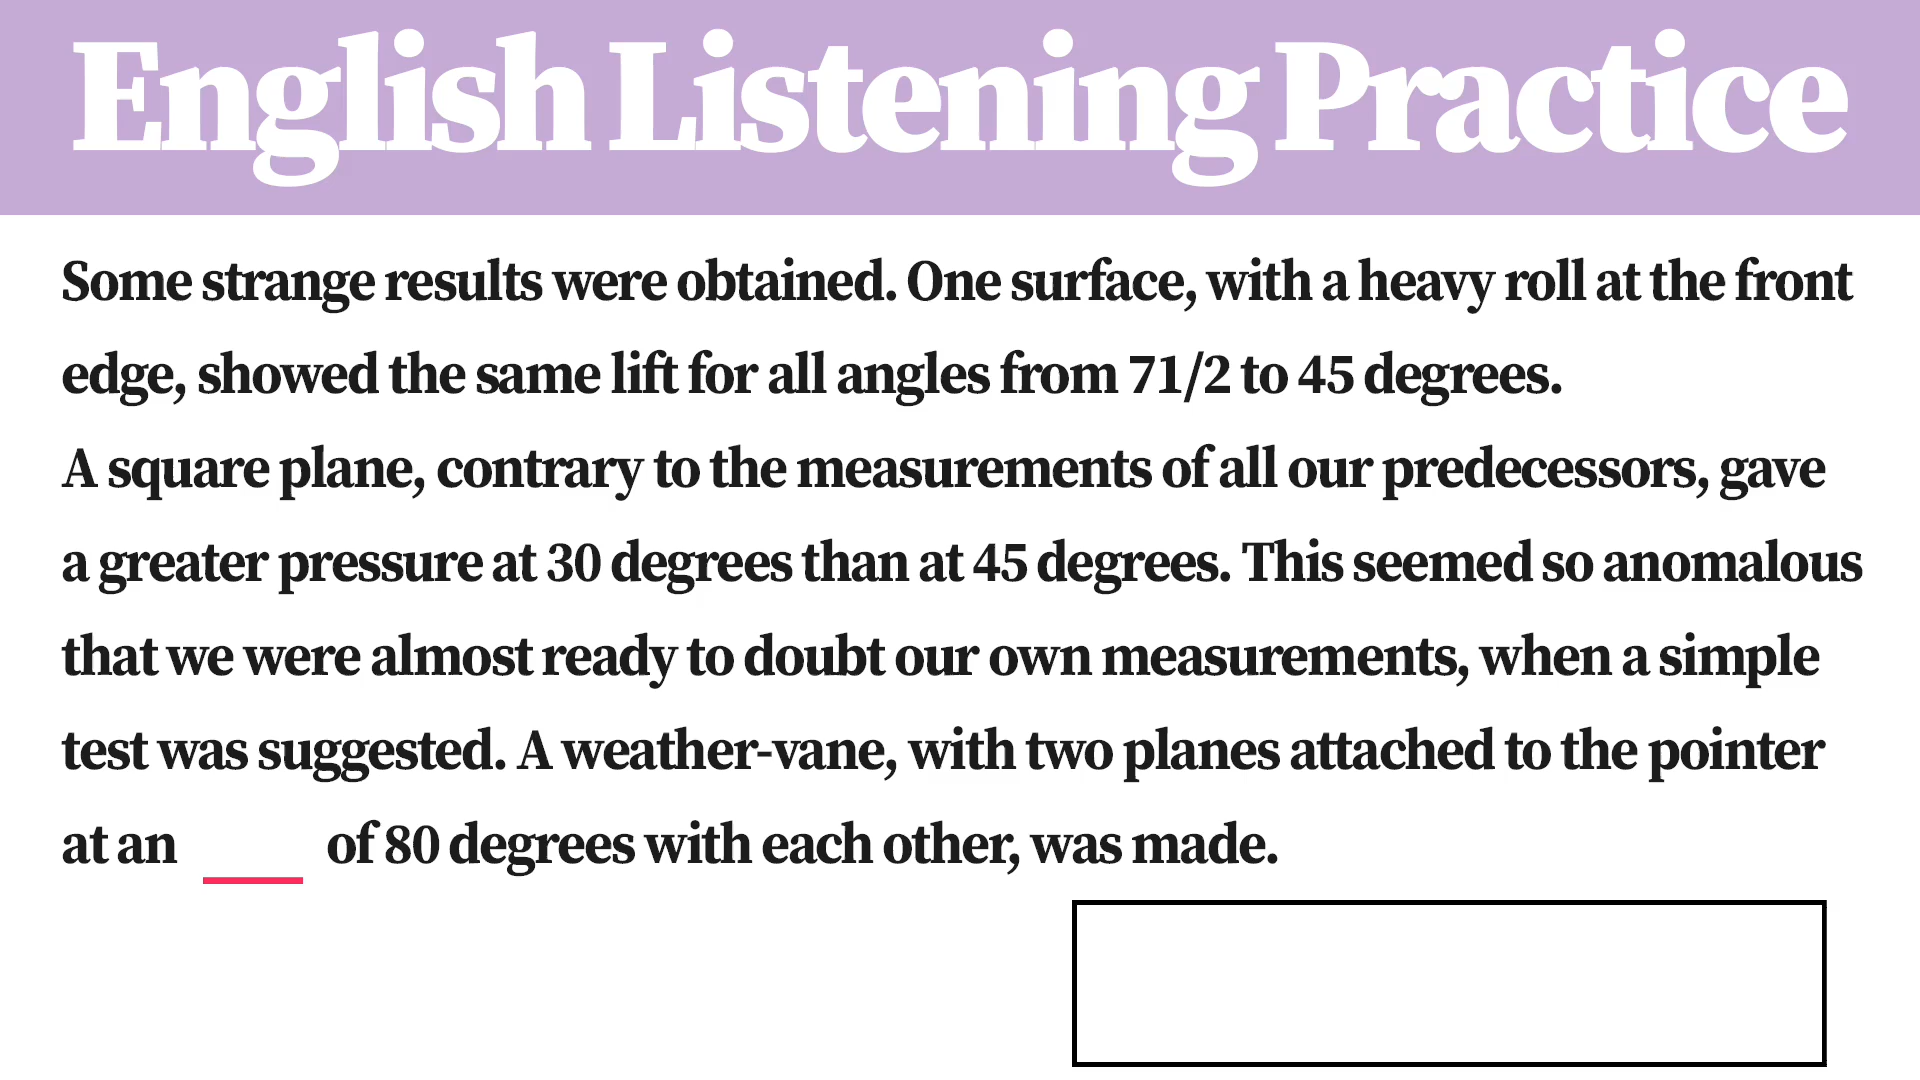 English Listening Practice
Some strange results were obtained. One surface, with a heavy roll at the front
edge, showed the same lift for all angles from 71/2 to 45 degrees.
A square plane, contrary to the measurements of all our predecessors, gave
a greater pressure at 30 degrees than at 45 degrees. This seemed so anomalous
that we were almost ready to doubt our own measurements, when a simple
test was suggested. A weather-vane, with two planes attached to the pointer
at an ____ of 80 degrees with each other, was made.